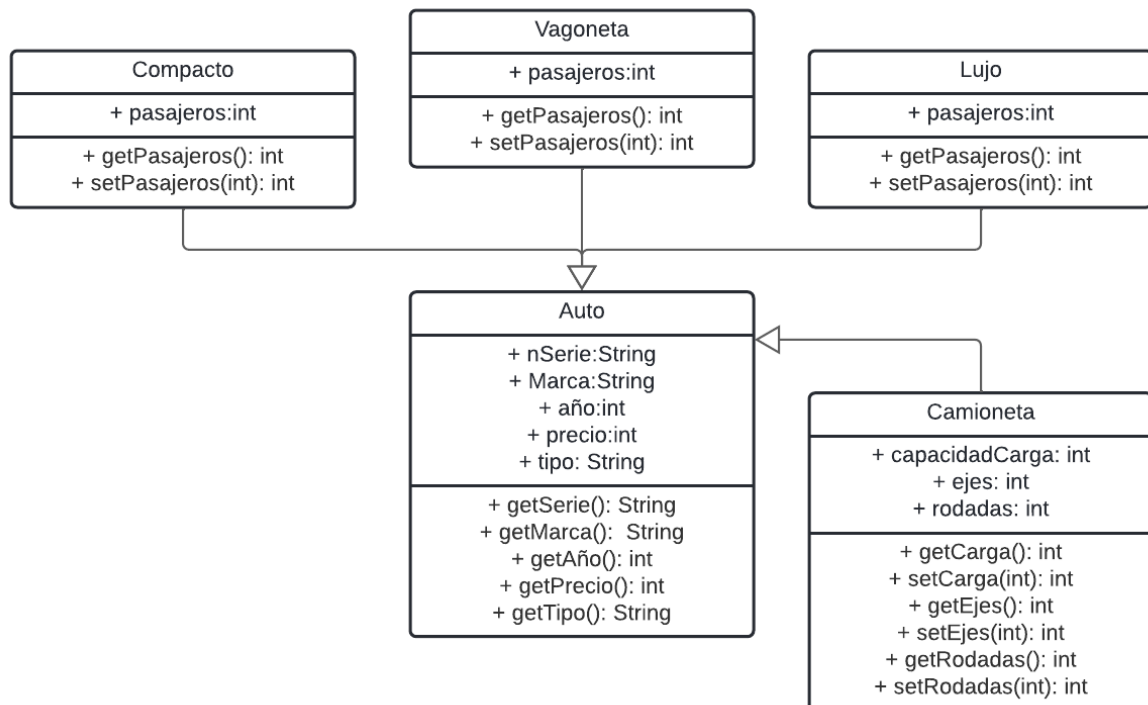 Vagoneta
+ pasajeros:int
+ getPasajeros(): int
+ setPasajeros(int): int
Compacto
+ pasajeros:int
+ getPasajeros(): int
+ setPasajeros(int): int
Lujo
+ pasajeros:int
+ getPasajeros(): int
+ setPasajeros(int): int
Auto
+ nSerie:String
+ Marca:String
+ año:int
+ precio:int
+ tipo: String
+ getSerie(): String
+ getMarca(): String
+ getAño(): int
+ getPrecio(): int
+ getTipo(): String
Camioneta
+ capacidadCarga: int
+ ejes: int
+ rodadas: int
+ getCarga(): int
+ setCarga(int): int
+ getEjes(): int
+ setEjes(int): int
+ getRodadas(): int
+ setRodadas(int): int